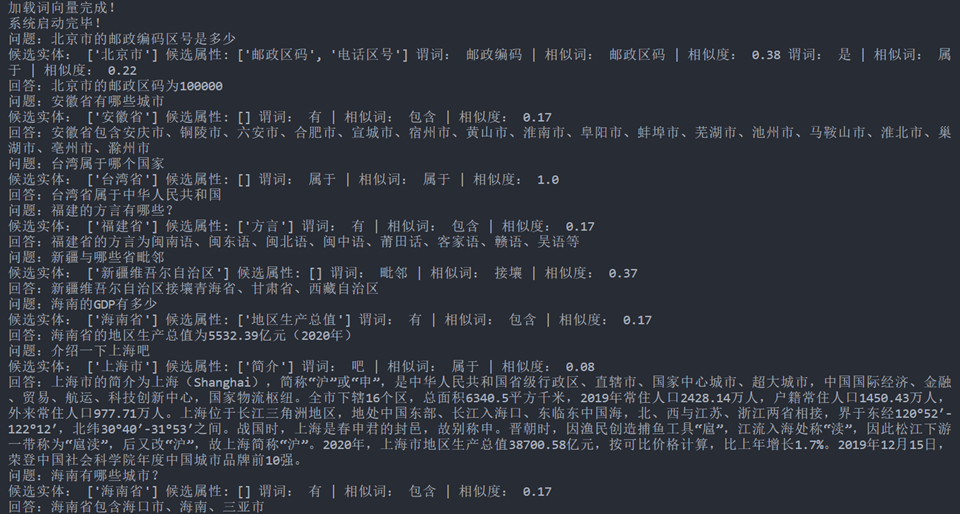 加载词向量完成！
系统启动完毕！
问题：北京市的邮政编码区号是多少
候选实体： ['北京市'] 候选属性：['邮政区码', '电话区号'] 谓词： 邮政编码 | 相似词： 邮政区码 | 相似度： 0.38 谓词： 是 | 相似词： 属
于 | 相似度： 0.22
回答：北京市的邮政区码为100000
问题：安徽省有哪些城市
候选实体： ['安徽省'] 候选属性：[] 谓词： 有 | 相似词： 包含 | 相似度： 0.17
回答：安徽省包含安庆市、铜陵市、六安市、合肥市、宣城市、宿州市、黄山市、淮南市、阜阳市、蚌埠市、芜湖市、池州市、马鞍山市、淮北市、巢
湖市、亳州市、滁州市
问题：台湾属于哪个国家
候选实体： ['台湾省'] 候选属性：[] 谓词： 属于 | 相似词： 属于 | 相似度： 1.0
回答：台湾省属于中华人民共和国
问题：福建的方言有哪些？
候选实体： ['福建省'] 候选属性：['方言'] 谓词： 有 | 相似词： 包含 | 相似度： 0.17
回答：福建省的方言为闽南语、闽东语、闽北语、闽中语、莆田话、客家语、赣语、吴语等
问题：新疆与哪些省毗邻
候选实体： ['新疆维吾尔自治区'] 候选属性：[] 谓词： 毗邻 | 相似词： 接壤 | 相似度： 0.37
回答：新疆维吾尔自治区接壤青海省、甘肃省、西藏自治区
问题：海南的GDP有多少
候选实体： ['海南省'] 候选属性：['地区生产总值'] 谓词： 有 | 相似词： 包含 | 相似度： 0.17
回答：海南省的地区生产总值为5532.39亿元（2020年）
问题：介绍一下上海吧
候选实体： ['上海市'] 候选属性：['简介'] 谓词： 吧 | 相似词： 属于 | 相似度： 0.08
回答：上海市的简介为上海（Shanghai），简称“沪”或“申”，是中华人民共和国省级行政区、直辖市、国家中心城市、超大城市，中国国际经济、金融
、贸易、航运、科技创新中心，国家物流枢纽。全市下辖16个区，总面积6340.5平方千米，2019年常住人口2428.14万人，户籍常住人口1450.43万人，
外来常住人口977.71万人。上海位于长江三角洲地区，地处中国东部、长江入海口、东临东中国海，北、西与江苏、浙江两省相接，界于东经120°52′-
122°12′，北纬30°40′-31°53′之间。战国时，上海是春申君的封邑，故别称申。晋朝时，因渔民创造捕鱼工具“扈”，江流入海处称“渎”，因此松江下游
一带称为“扈渎”，后又改“沪”，故上海简称“沪”。2020年，上海市地区生产总值38700.58亿元，按可比价格计算，比上年增长1.7%。2019年12月15日，
荣登中国社会科学院年度中国城市品牌前10强。
问题：海南有哪些城市？
候选实体： ['海南省'] 候选属性：[] 谓词： 有 | 相似词： 包含 | 相似度： 0.17
回答：海南省包含海口市、海南、三亚市